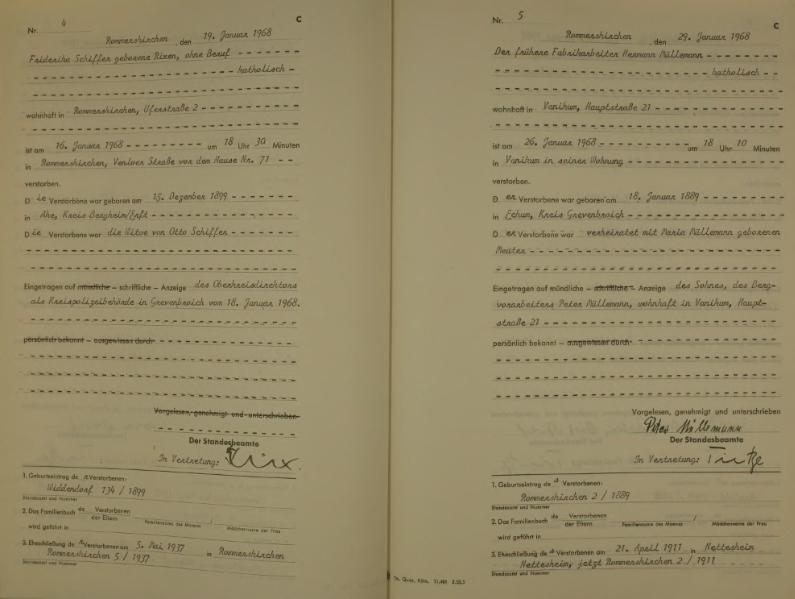 Nr. 4 C
Rommerskirchen, den 19. Januar 1968
Friderika Schiffer geborene Rixen, ohne Beruf
katholisch
wohnhaft in Rommerskirchen, Uferstraße 2
ist am 16. Januar 1968 um 18 Uhr 30 Minuten
in Rommerskirchen, Venloer Straße vor dem Hause Nr. 71
verstorben.
Die Verstorbene war geboren am 15. Dezember 1899
in Ahe, Kreis Bergheim/Erft
Die Verstorbene war die Witwe von Otto Schiffer
Eingetragen auf mündliche – schriftliche – Anzeige des Oberkreisdirektors
als Kreispolizeibehörde in Grevenbroich vom 18. Januar 1968.
persönlich bekannt – ausgewiesen durch
Vorgelesen, genehmigt und unterschrieben
Der Standesbeamte
In Vertretung:
1. Geburtseintrag der Verstorbenen:
Widdendorf 134 / 1899
Standesamt und Nummer
2. Das Familienbuch de Verstorbenen
der Eltern / /
Familienname des Mannes Mädchenname der Frau
wird geführt in
3. Eheschließung der Verstorbenen am 5. Mai 1937 in Rommerskirchen
Rommerskirchen 5 / 1937
Standesamt und Nummer
Nr. 5 C
Rommerskirchen, den 29. Januar 1968
Der frühere Fabrikarbeiter Hermann Müllemann
katholisch
wohnhaft in Vanikum, Hauptstraße 21
ist am 26. Januar 1968 um 18 Uhr 10 Minuten
in Vanikum in seiner Wohnung
verstorben.
Der Verstorbene war geboren am 18. Januar 1889
in Eckum, Kreis Grevenbroich
Der Verstorbene war verheiratet mit Maria Müllemann geborenen
Meuter
Eingetragen auf mündliche – schriftliche – Anzeige des Sohnes, des Berg-
vorarbeiters Peter Müllemann, wohnhaft in Vanikum, Haupt-
straße 21
persönlich bekannt – ausgewiesen durch
Vorgelesen, genehmigt und unterschrieben
Peter Müllemann
Der Standesbeamte
In Vertretung:
1. Geburtseintrag des Verstorbenen:
Rommerskirchen 2 / 1889
Standesamt und Nummer
2. Das Familienbuch de Verstorbenen
der Eltern / /
Familienname des Mannes Mädchenname der Frau
wird geführt in
3. Eheschließung des Verstorbenen am 21. April 1911 in Nettesheim
Nettesheim, jetzt Rommerskirchen 2 / 1911
Standesamt und Nummer